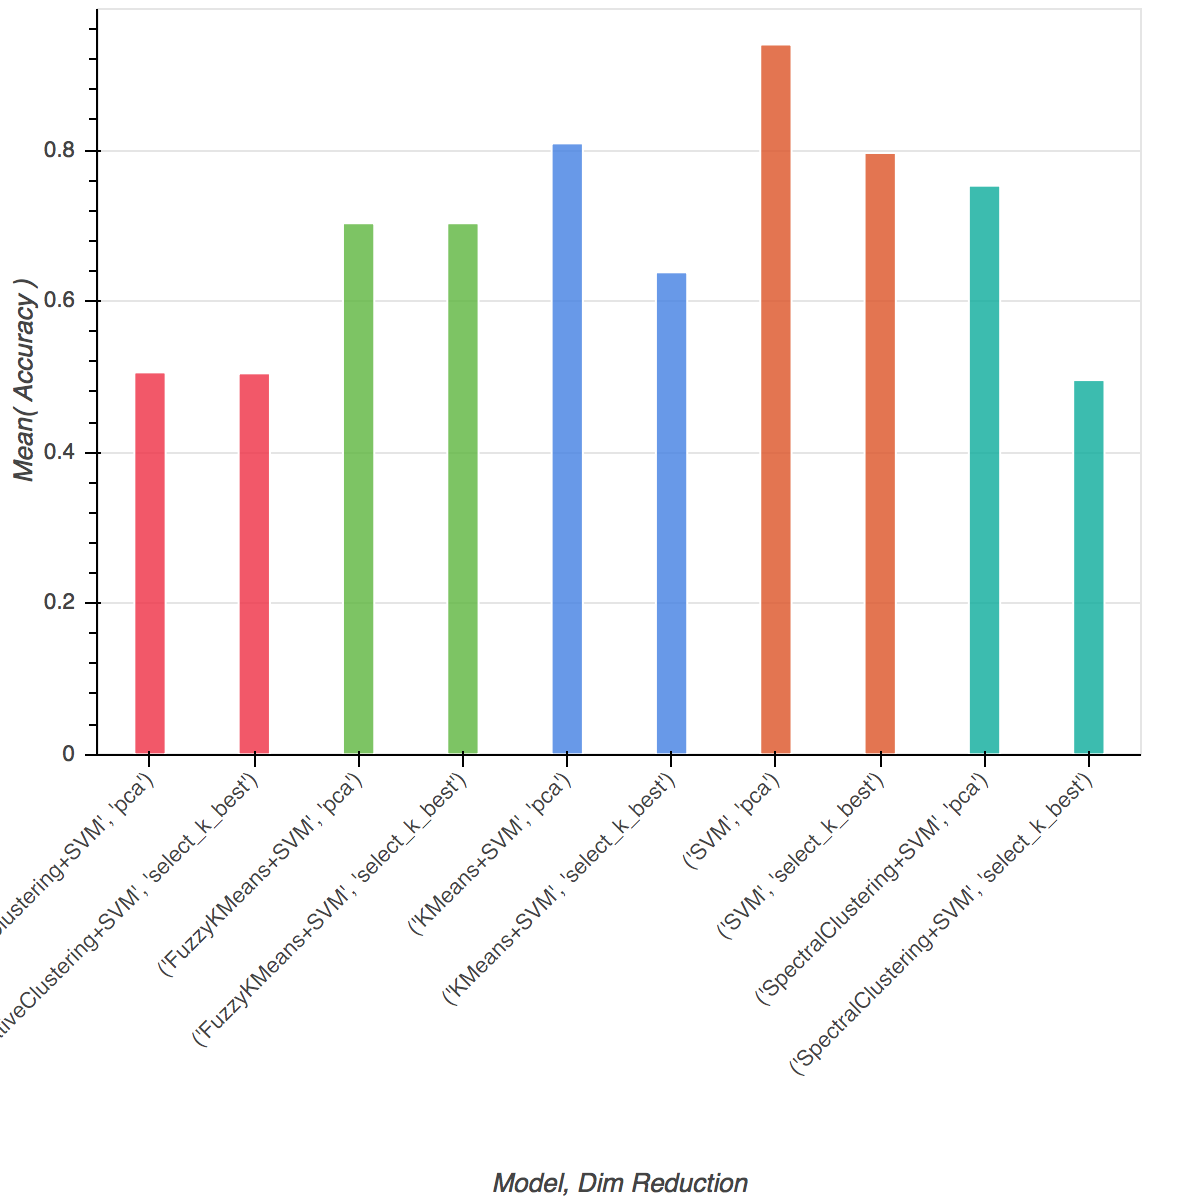 Mean( Accuracy )
0.8
0.6
0.4
0.2
0
lustering+SVM', 'pca')
tiveClustering+SVM', 'select_k_best')
('FuzzyKMeans+SVM', 'pca')
('FuzzyKMeans+SVM', 'select_k_best')
('KMeans+SVM', 'pca')
('KMeans+SVM', 'select_k_best')
('SVM', 'pca')
('SVM', 'select_k_best')
('SpectralClustering+SVM', 'pca')
('SpectralClustering+SVM', 'select_k_best')
Model, Dim Reduction